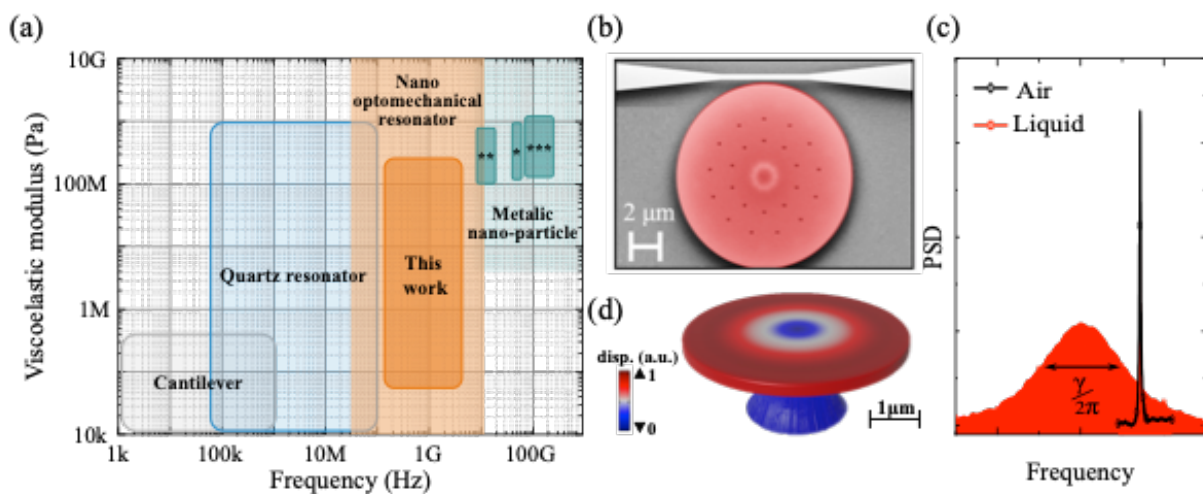 (a)
10G
100M
1M
10k
Viscoelastic modulus (Pa)
Nano
optomechanical
resonator
**
*
***
Metalic
nano-particle
Quartz resonator
This
work
Cantilever
1k
100k
10M
1G
100G
Frequency (Hz)
(b)
2 μm
(d)
disp. (a.u.)
1
0
1μm
(c)
Air
Liquid
PSD
γ/2π
Frequency